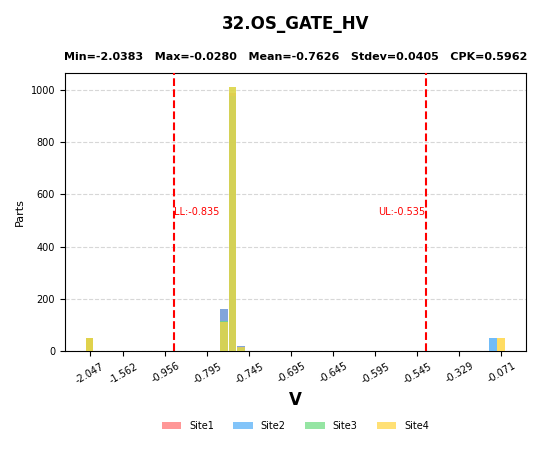 32.OS_GATE_HV
Min=-2.0383 Max=-0.0280 Mean=-0.7626 Stdev=0.0405 CPK=0.5962
1000
800
600
400
200
0
Parts
LL:-0.835
UL:-0.535
-2.047 -1.562 -0.956 -0.795 -0.745 -0.695 -0.645 -0.595 -0.545 -0.329 -0.071
V
Site1 Site2 Site3 Site4